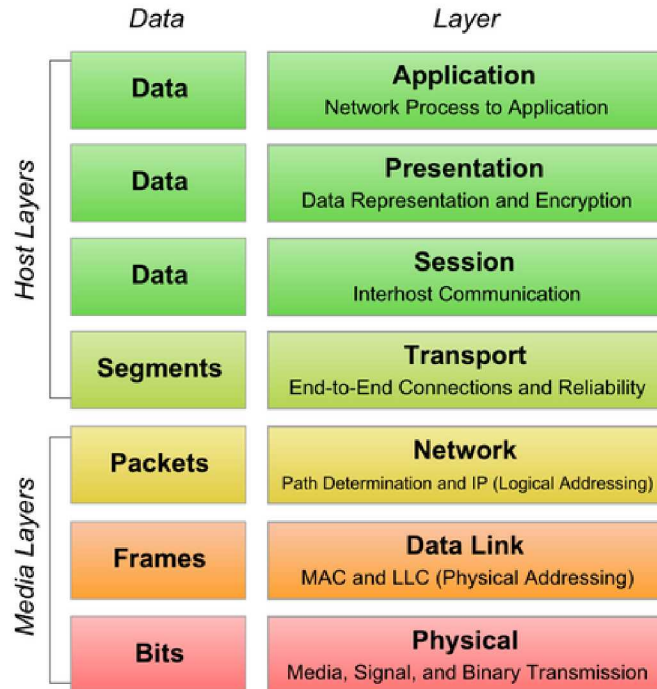 Data Layer
Host Layers
Data Application
Network Process to Application
Data Presentation
Data Representation and Encryption
Data Session
Interhost Communication
Segments Transport
End-to-End Connections and Reliability
Media Layers
Packets Network
Path Determination and IP (Logical Addressing)
Frames Data Link
MAC and LLC (Physical Addressing)
Bits Physical
Media, Signal, and Binary Transmission